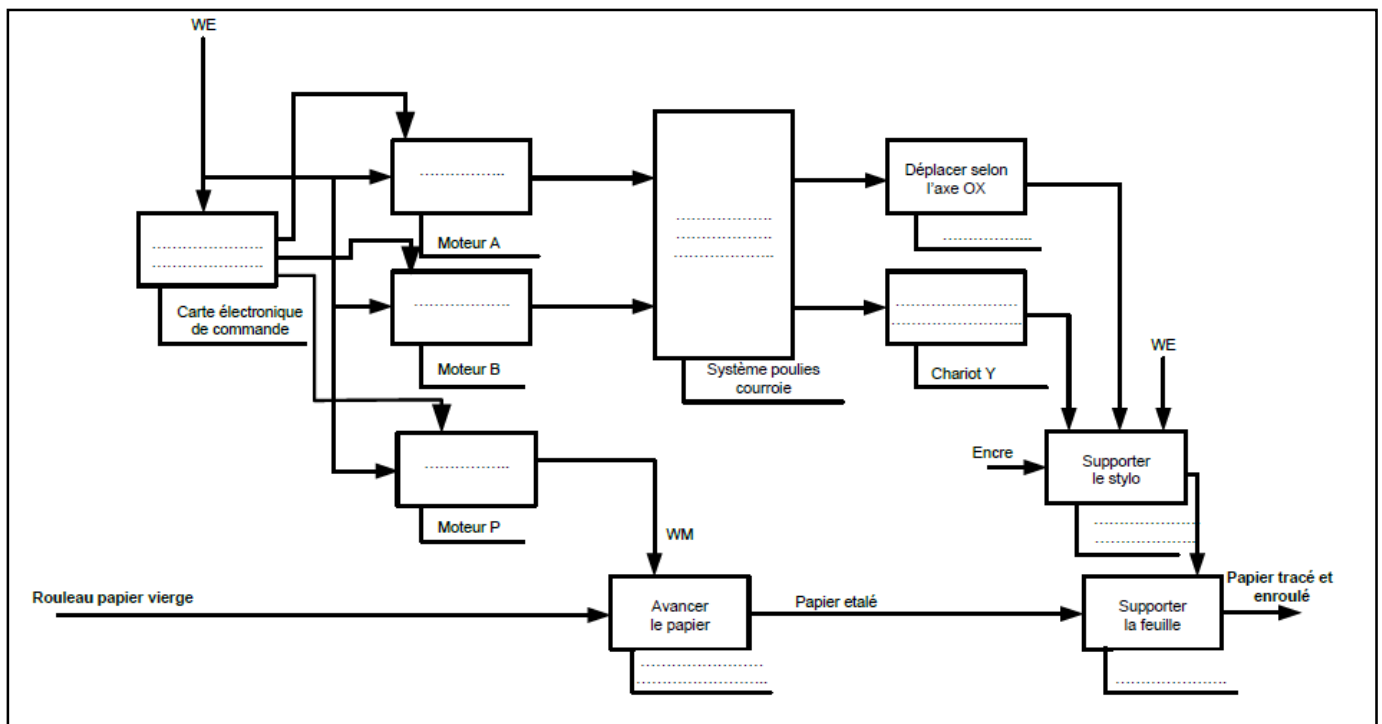 WE
Déplacer selon
l'axe OX
Moteur A
Carte électronique
de commande
Moteur B
Système poulies
courroie
Chariot Y
WE
Encre
Supporter
le stylo
Moteur P
WM
Rouleau papier vierge
Avancer
le papier
Papier etalé
Supporter
la feuille
Papier tracé et
enroulé